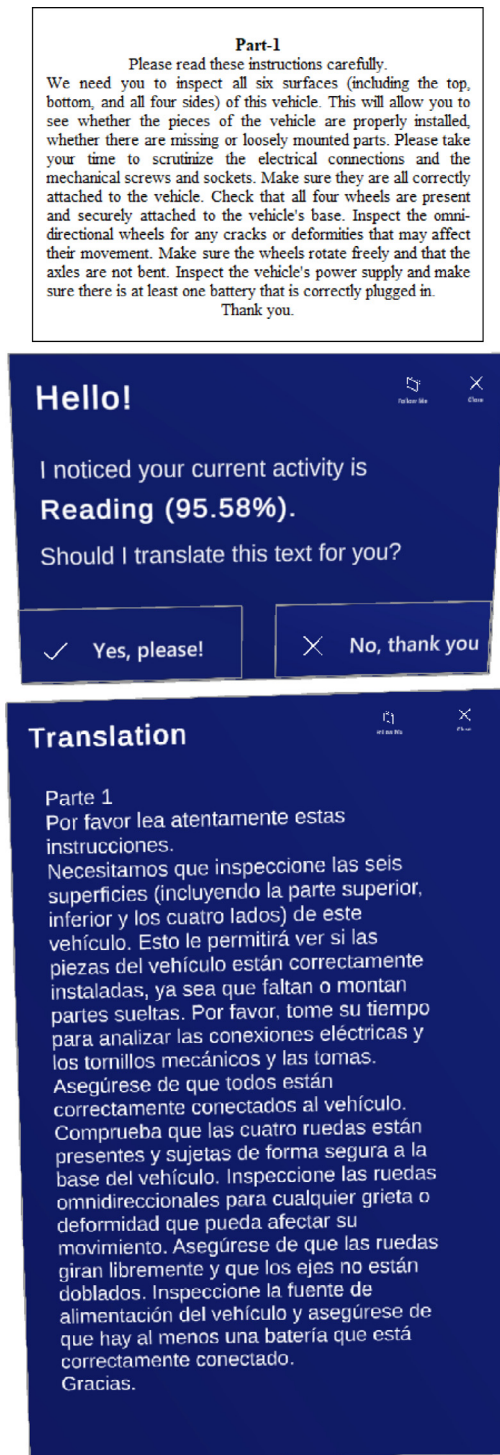 Part-1
Please read these instructions carefully.
We need you to inspect all six surfaces (including the top,
bottom, and all four sides) of this vehicle. This will allow you to
see whether the pieces of the vehicle are properly installed,
whether there are missing or loosely mounted parts. Please take
your time to scrutinize the electrical connections and the
mechanical screws and sockets. Make sure they are all correctly
attached to the vehicle. Check that all four wheels are present
and securely attached to the vehicle's base. Inspect the omni-
directional wheels for any cracks or deformities that may affect
their movement. Make sure the wheels rotate freely and that the
axles are not bent. Inspect the vehicle's power supply and make
sure there is at least one battery that is correctly plugged in.
Thank you.
Hello!
Follow Me
Close
I noticed your current activity is
Reading (95.58%).
Should I translate this text for you?
Yes, please!
No, thank you
Translation
Close
Parte 1
Por favor lea atentamente estas
instrucciones.
Necesitamos que inspeccione las seis
superficies (incluyendo la parte superior,
inferior y los cuatro lados) de este
vehículo. Esto le permitirá ver si las
piezas del vehículo están correctamente
instaladas, ya sea que faltan o montan
partes sueltas. Por favor, tome su tiempo
para analizar las conexiones eléctricas y
los tornillos mecánicos y las tomas.
Asegúrese de que todos están
correctamente conectados al vehículo.
Comprueba que las cuatro ruedas están
presentes y sujetas de forma segura a la
base del vehículo. Inspeccione las ruedas
omnidireccionales para cualquier grieta o
deformidad que pueda afectar su
movimiento. Asegúrese de que las ruedas
giran libremente y que los ejes no están
doblados. Inspeccione la fuente de
alimentación del vehículo y asegúrese de
que hay al menos una batería que está
correctamente conectado.
Gracias.